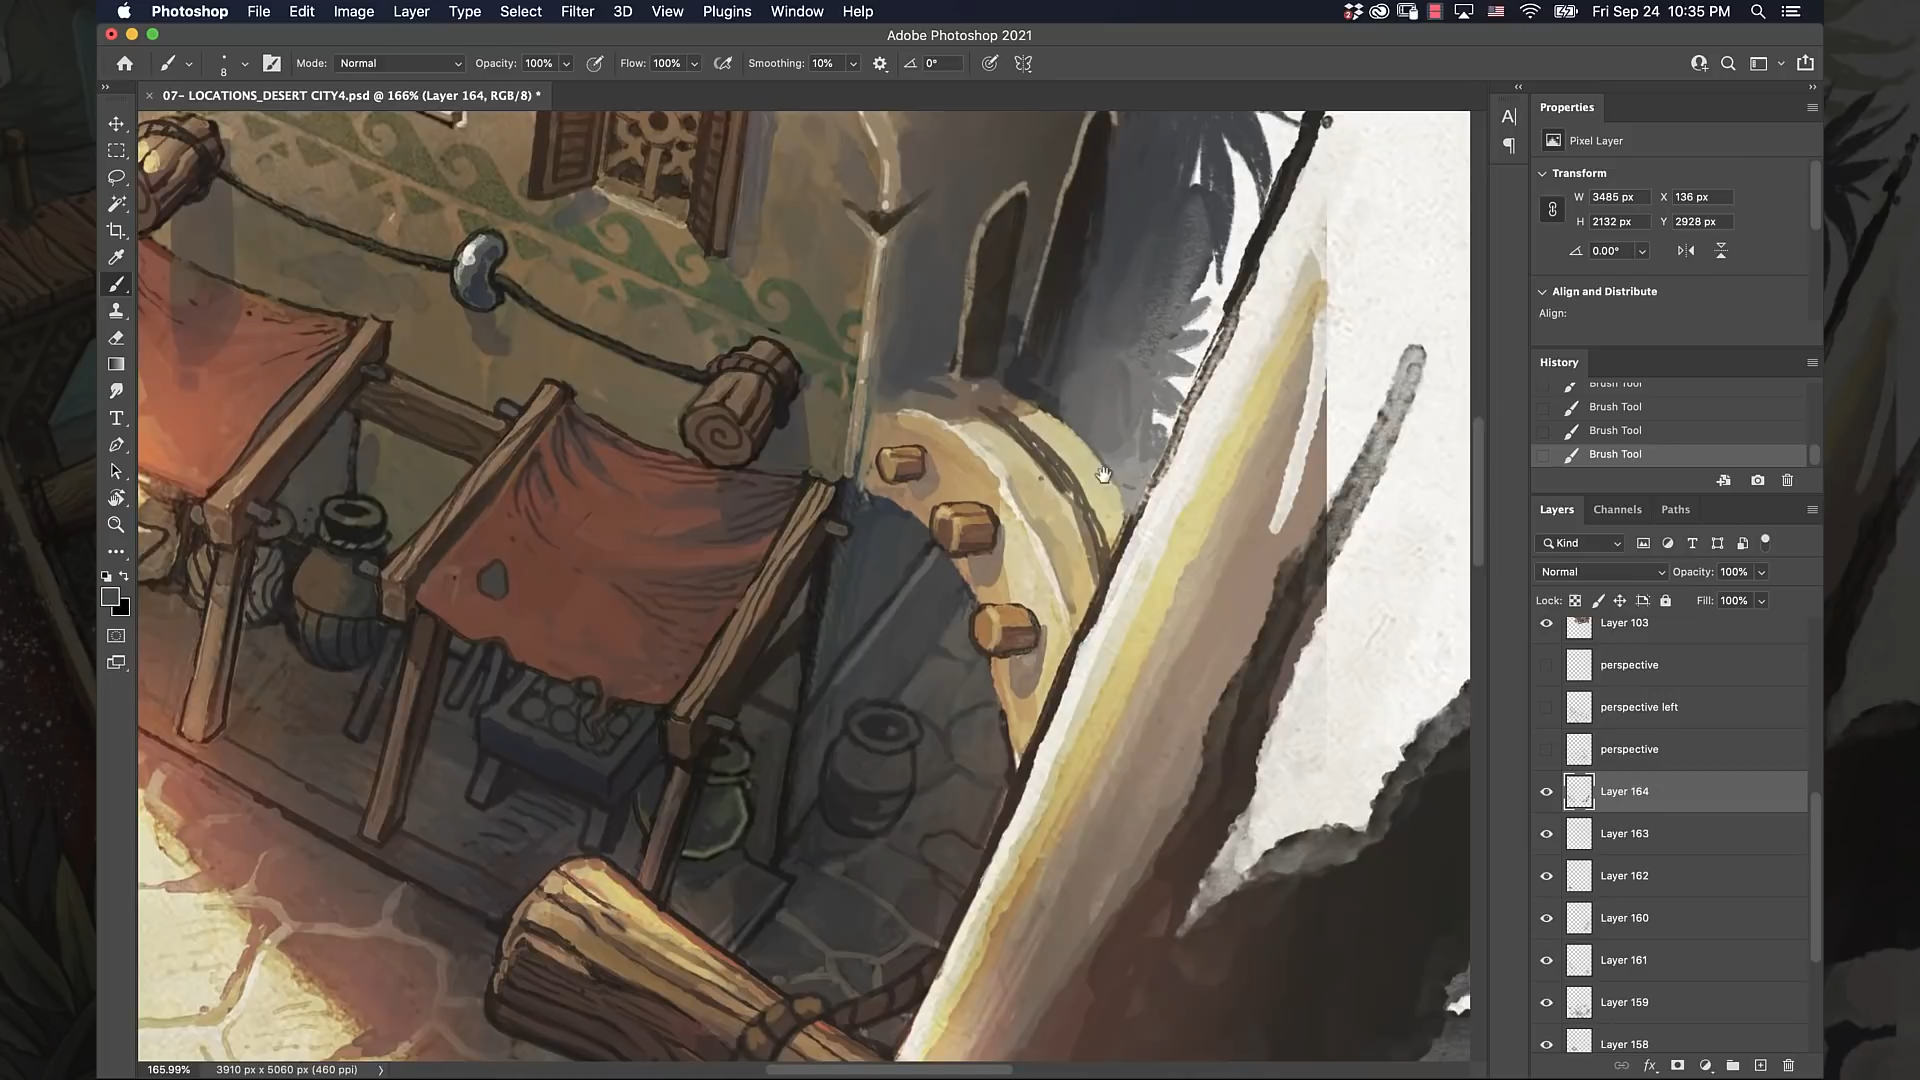 Photoshop File Edit Image Layer Type Select Filter 3D View Plugins Window Help Fri Sep 24 10:35 PM
Adobe Photoshop 2021
8 Mode: Normal Opacity: 100% Flow: 100% Smoothing: 10% 0°
07- LOCATIONS_DESERT CITY4.psd @ 166% (Layer 164, RGB/8) *
Properties
Pixel Layer
Transform
W 3485 px X 136 px
H 2132 px Y 2928 px
0.00°
Align and Distribute
Align:
History
Brush Tool
Brush Tool
Brush Tool
Brush Tool
Layers Channels Paths
Kind
Normal Opacity: 100%
Lock: Fill: 100%
Layer 103
perspective
perspective left
perspective
Layer 164
Layer 163
Layer 162
Layer 160
Layer 161
Layer 159
Layer 158
165.99% 3910 px x 5060 px (460 ppi)